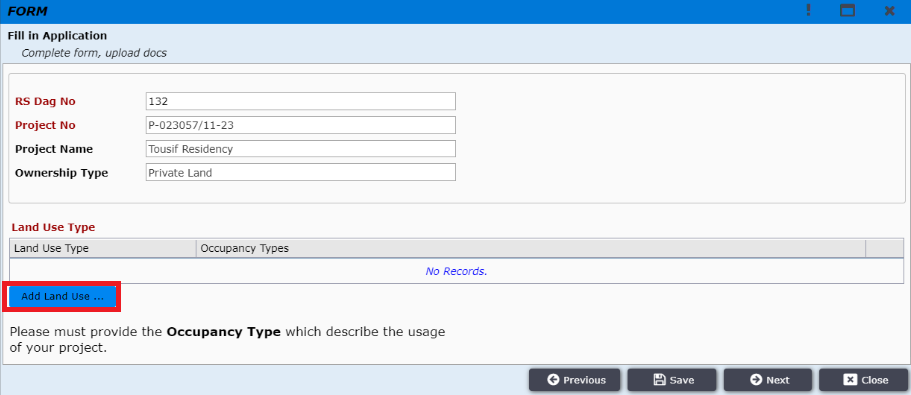 FORM
Fill in Application
Complete form, upload docs
RS Dag No 132
Project No P-023057/11-23
Project Name Tousif Residency
Ownership Type Private Land
Land Use Type
Land Use Type Occupancy Types
No Records.
Add Land Use ...
Please must provide the Occupancy Type which describe the usage
of your project.
Previous Save Next Close